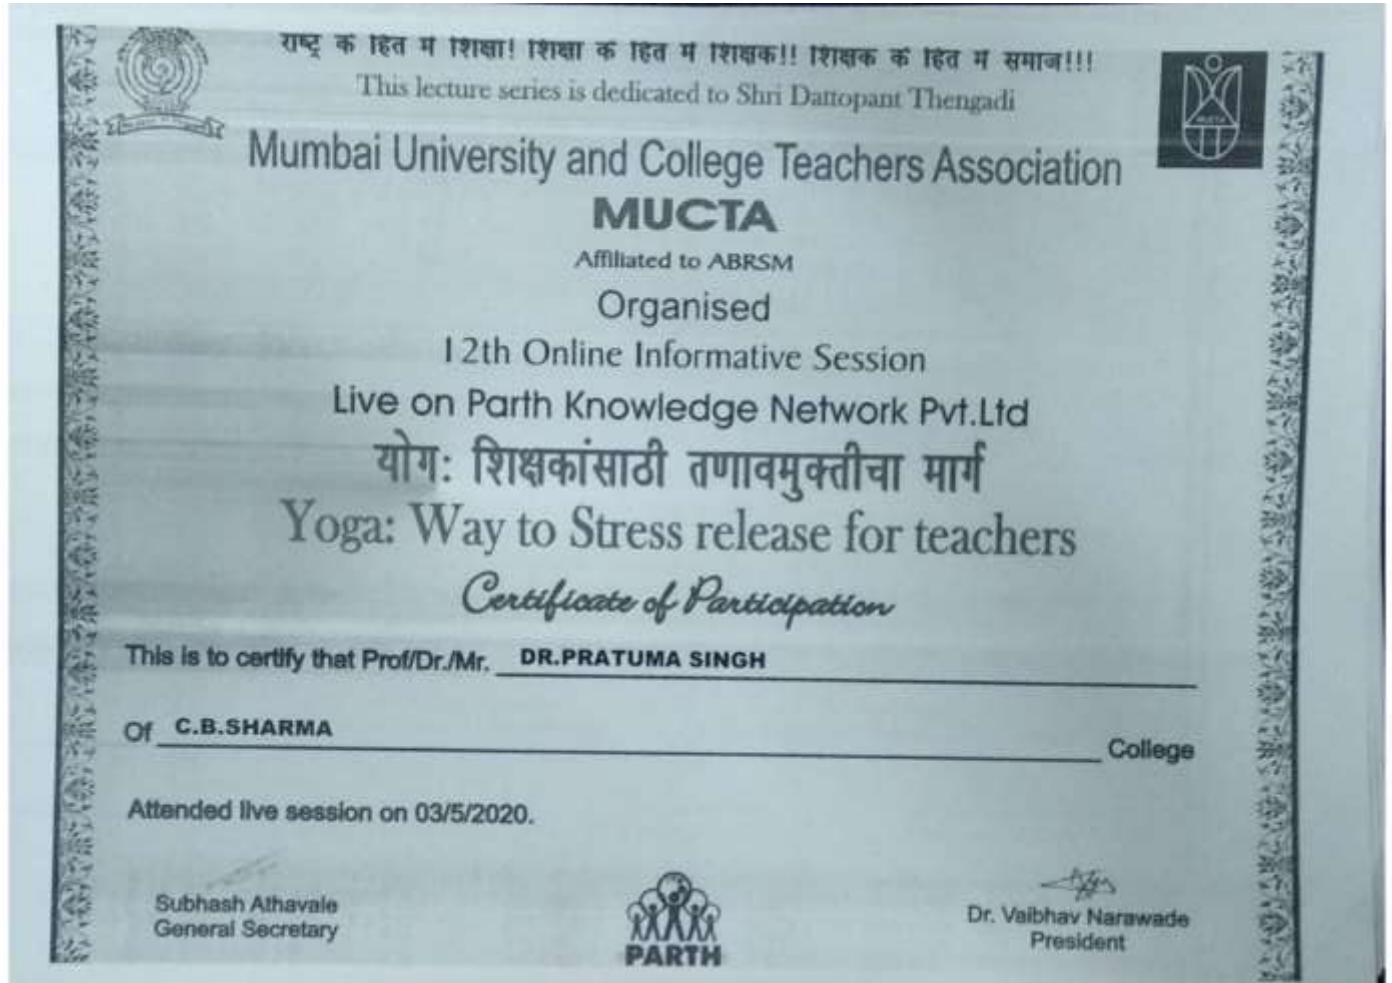 राष्ट्र के हित में शिक्षा! शिक्षा के हित में शिक्षक!! शिक्षक के हित में समाज!!!
This lecture series is dedicated to Shri Dattopant Thengadi
Mumbai University and College Teachers Association
MUCTA
Affiliated to ABRSM
Organised
12th Online Informative Session
Live on Parth Knowledge Network Pvt.Ltd
योग: शिक्षकांसाठी तणावमुक्तीचा मार्ग
Yoga: Way to Stress release for teachers
Certificate of Participation
This is to certify that Prof/Dr./Mr. DR.PRATUMA SINGH
Of C.B.SHARMA College
Attended live session on 03/5/2020.
Subhash Athavale
General Secretary
PARTH
Dr. Vaibhav Narawade
President
MUCTA